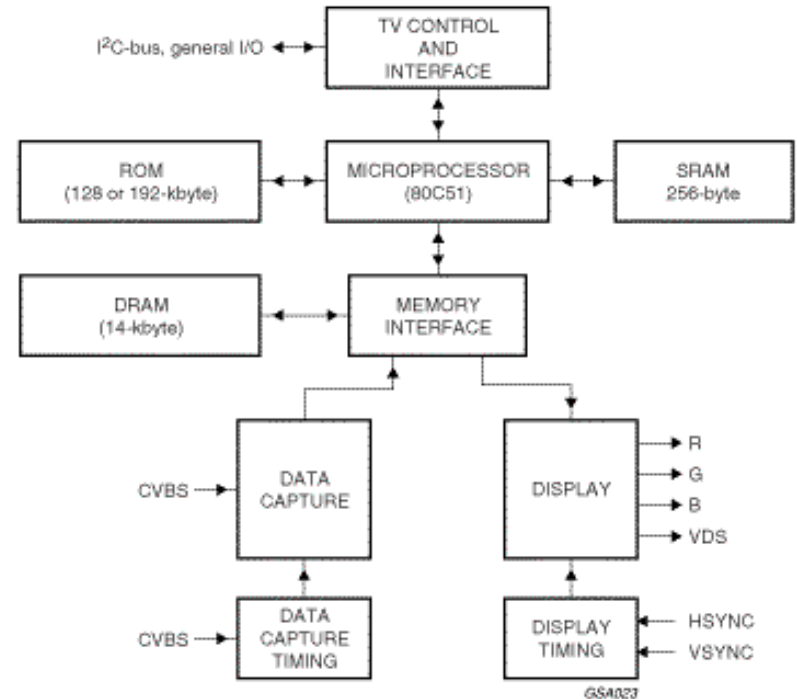 TV CONTROL
AND
INTERFACE
I²C-bus, general I/O
ROM
(128 or 192-kbyte)
MICROPROCESSOR
(80C51)
SRAM
256-byte
DRAM
(14-kbyte)
MEMORY
INTERFACE
CVBS
DATA
CAPTURE
DISPLAY
R
G
B
VDS
CVBS
DATA
CAPTURE
TIMING
DISPLAY
TIMING
HSYNC
VSYNC
GSA023